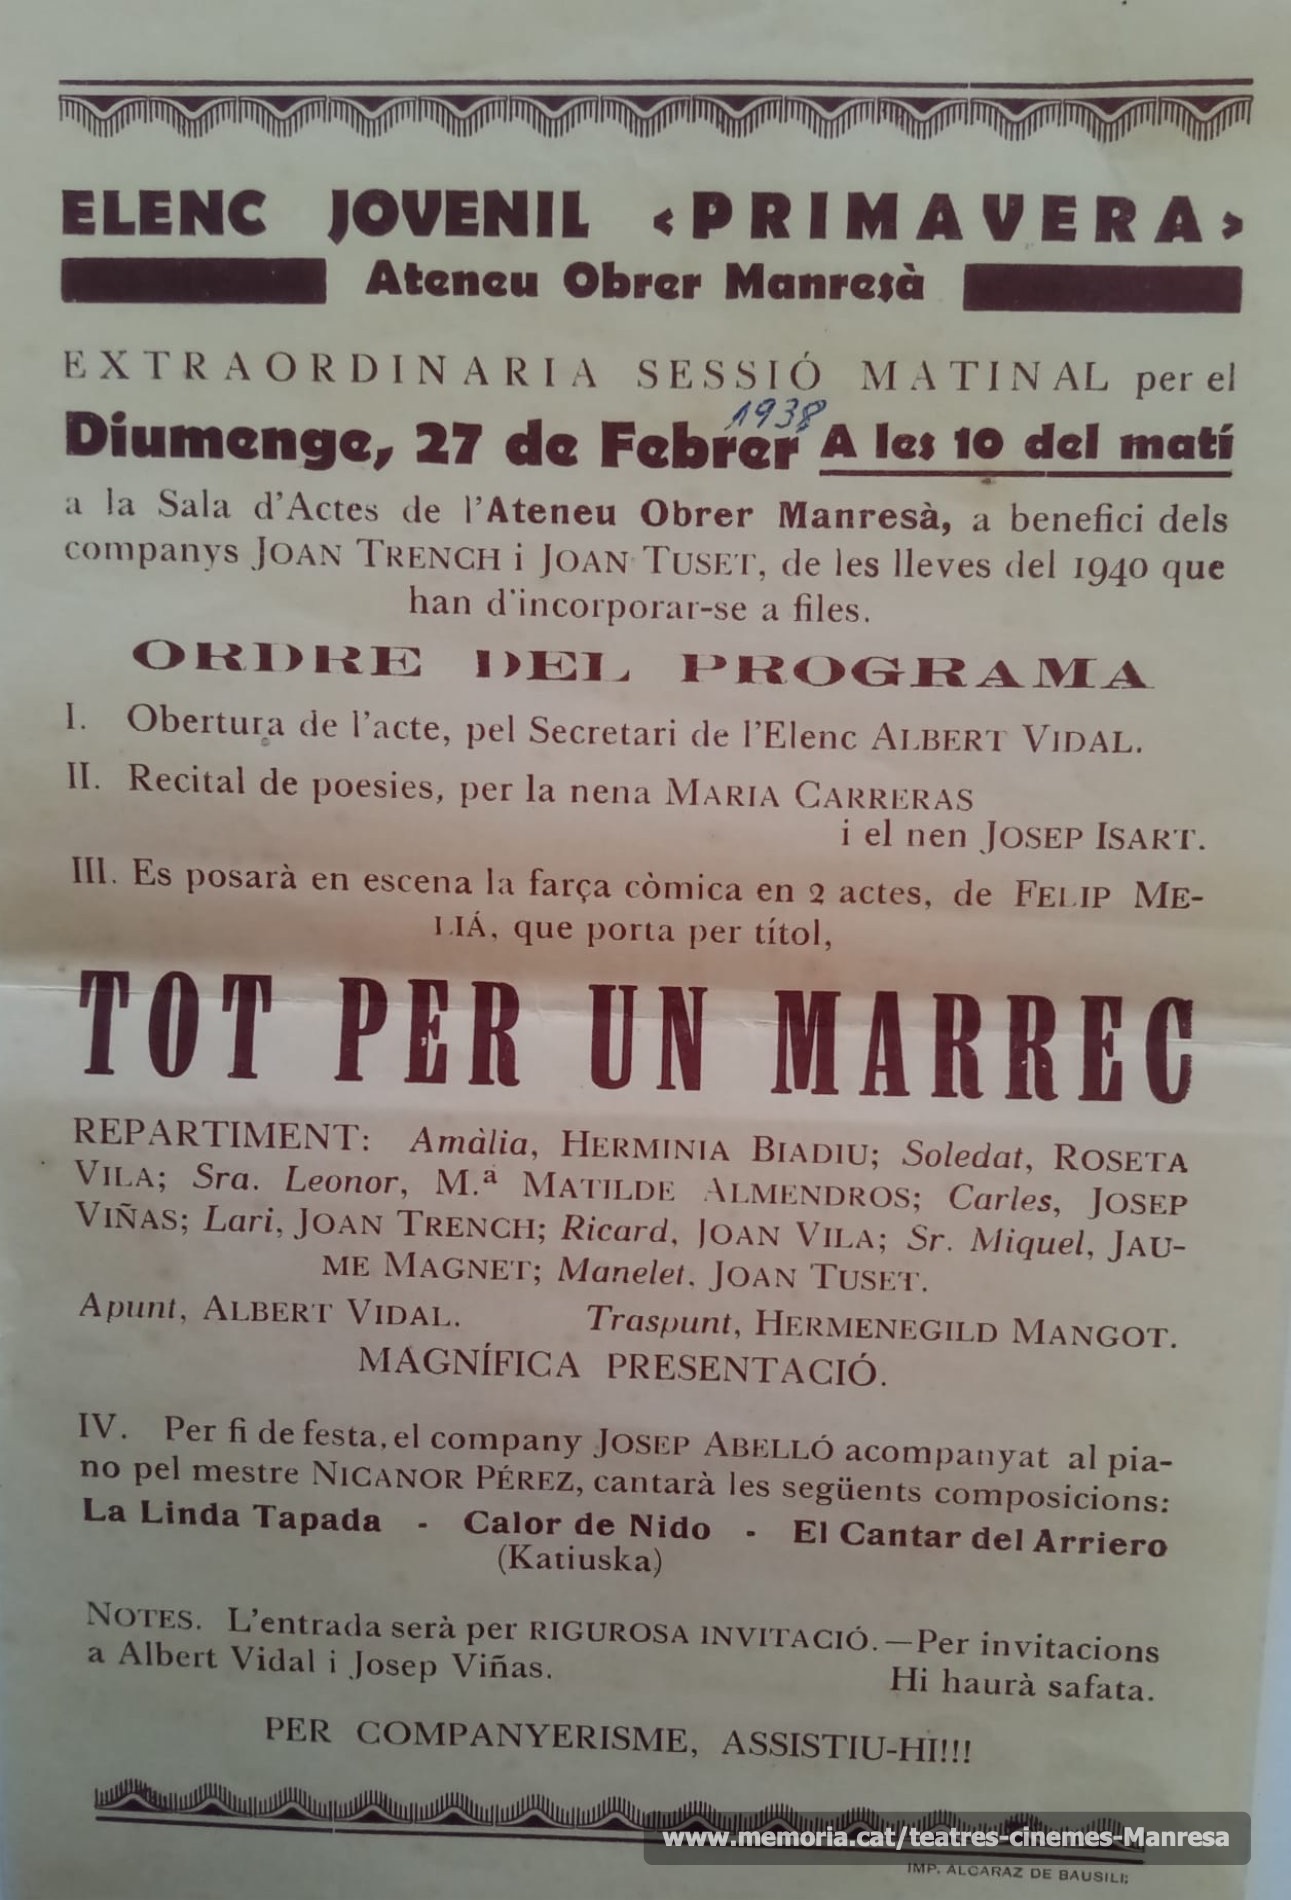 ELENC JOVENIL «PRIMAVERA»
Ateneu Obrer Manresà
EXTRAORDINARIA SESSIÓ MATINAL per el
1938
Diumenge, 27 de Febrer A les 10 del matí
a la Sala d'Actes de l'Ateneu Obrer Manresà, a benefici dels
companys JOAN TRENCH i JOAN TUSET, de les lleves del 1940 que
han d'incorporar-se a files.
ORDRE DEL PROGRAMA
I. Obertura de l'acte, pel Secretari de l'Elenc ALBERT VIDAL.
II. Recital de poesies, per la nena MARIA CARRERAS
i el nen JOSEP ISART.
III. Es posarà en escena la farça còmica en 2 actes, de FELIP ME-
LIÁ, que porta per títol,
TOT PER UN MARREC
REPARTIMENT: Amàlia, HERMINIA BIADIU; Soledat, ROSETA
VILA; Sra. Leonor, M.ª MATILDE ALMENDROS; Carles, JOSEP
VIÑAS; Lari, JOAN TRENCH; Ricard, JOAN VILA; Sr. Miquel, JAU-
ME MAGNET; Manelet, JOAN TUSET.
Apunt, ALBERT VIDAL. Traspunt, HERMENEGILD MANGOT.
MAGNÍFICA PRESENTACIÓ.
IV. Per fi de festa, el company JOSEP ABELLÓ acompanyat al pia-
no pel mestre NICANOR PÉREZ, cantarà les següents composicions:
La Linda Tapada - Calor de Nido - El Cantar del Arriero
(Katiuska)
NOTES. L'entrada serà per RIGUROSA INVITACIÓ.—Per invitacions
a Albert Vidal i Josep Viñas. Hi haurà safata.
PER COMPANYERISME, ASSISTIU-HI!!!
www.memoria.cat/teatres-cinemes-Manresa
IMP. ALCARAZ DE BAUSILI: